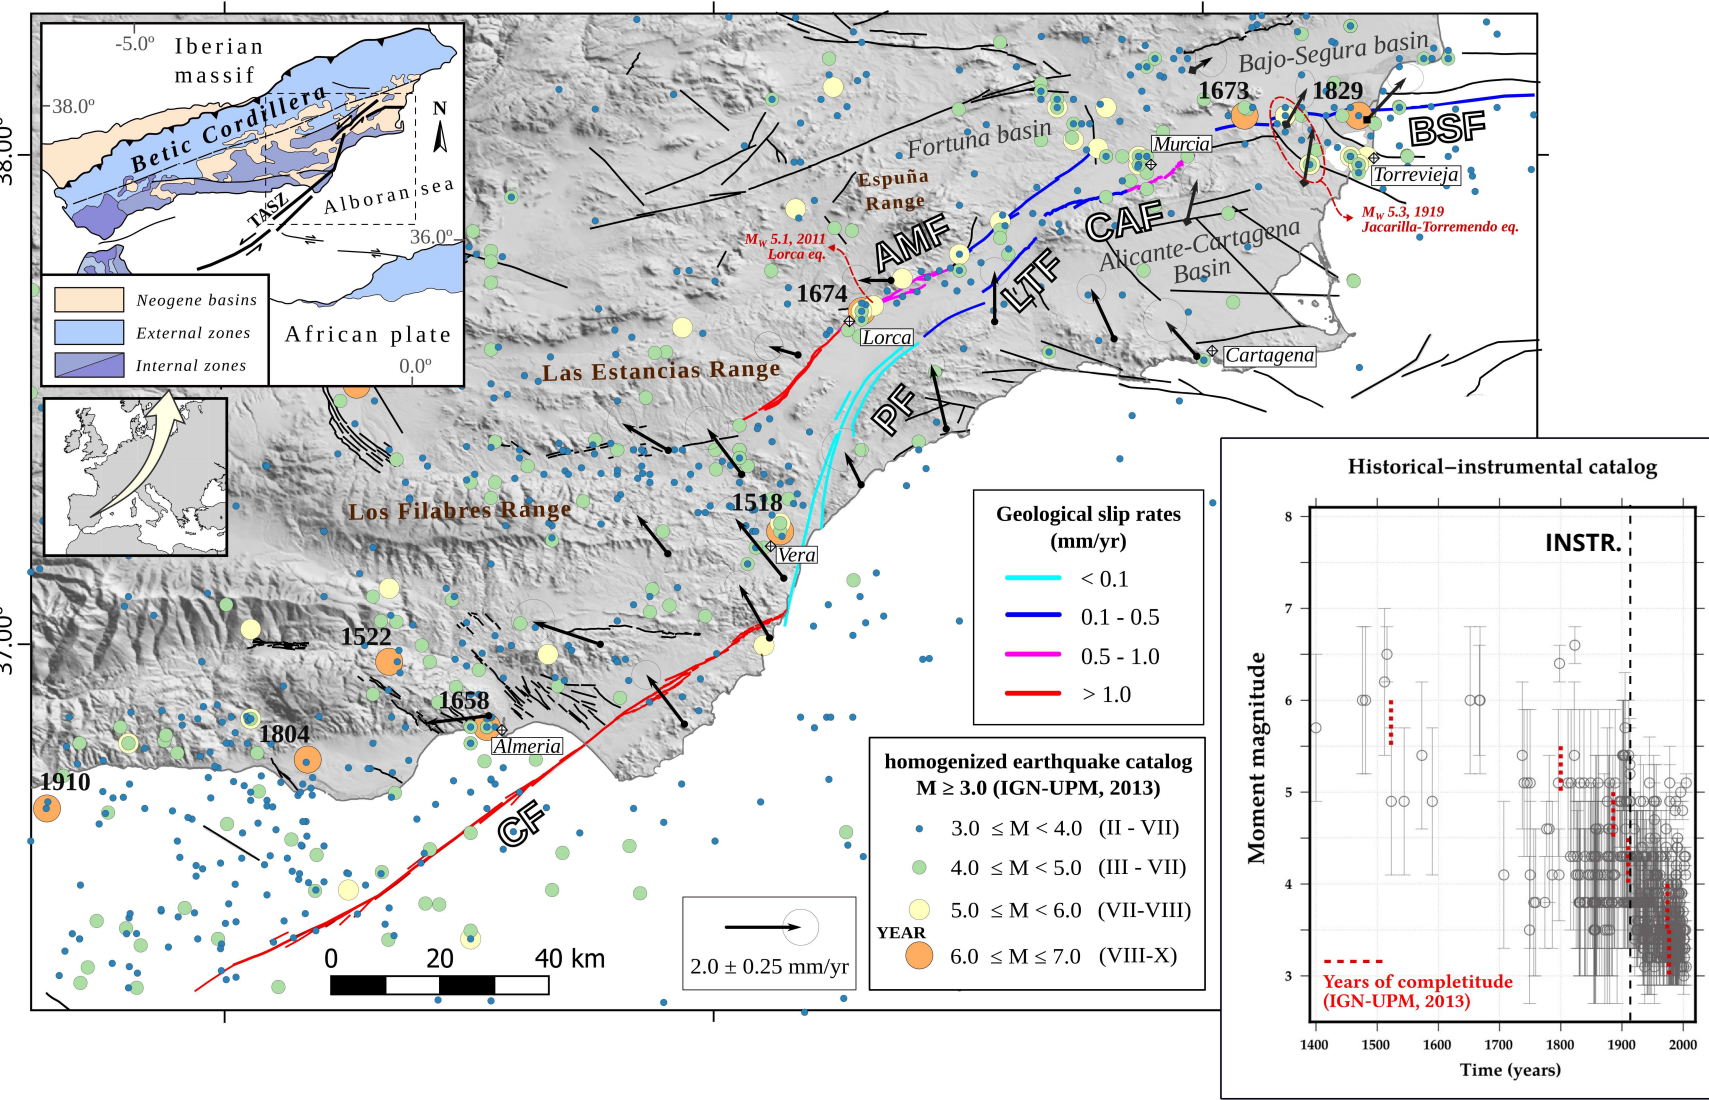 -5.0º
Iberian
massif
38.0º
Betic Cordillera
N
TASZ
Alboran sea
36.0º
Neogene basins
External zones
Internal zones
African plate
0.0º
38.00°
37.00°
Bajo-Segura basin
1673
1829
BSF
Fortuna basin
Murcia
Torrevieja
Espuña
Range
Mw 5.3, 1919
Jacarilla-Torremendo eq.
CAF
AMF
Mw 5.1, 2011
Lorca eq.
Alicante-Cartagena
Basin
LTF
1674
Lorca
Cartagena
Las Estancias Range
PF
1518
Los Filabres Range
Vera
1522
1658
1804
Almeria
1910
CF
0 20 40 km
2.0 ± 0.25 mm/yr
Geological slip rates
(mm/yr)
< 0.1
0.1 - 0.5
0.5 - 1.0
> 1.0
homogenized earthquake catalog
M ≥ 3.0 (IGN-UPM, 2013)
3.0 ≤ M < 4.0 (II - VII)
4.0 ≤ M < 5.0 (III - VII)
5.0 ≤ M < 6.0 (VII-VIII)
YEAR
6.0 ≤ M ≤ 7.0 (VIII-X)
Historical–instrumental catalog
INSTR.
8
7
6
5
4
3
Moment magnitude
Years of completitude
(IGN-UPM, 2013)
1400 1500 1600 1700 1800 1900 2000
Time (years)